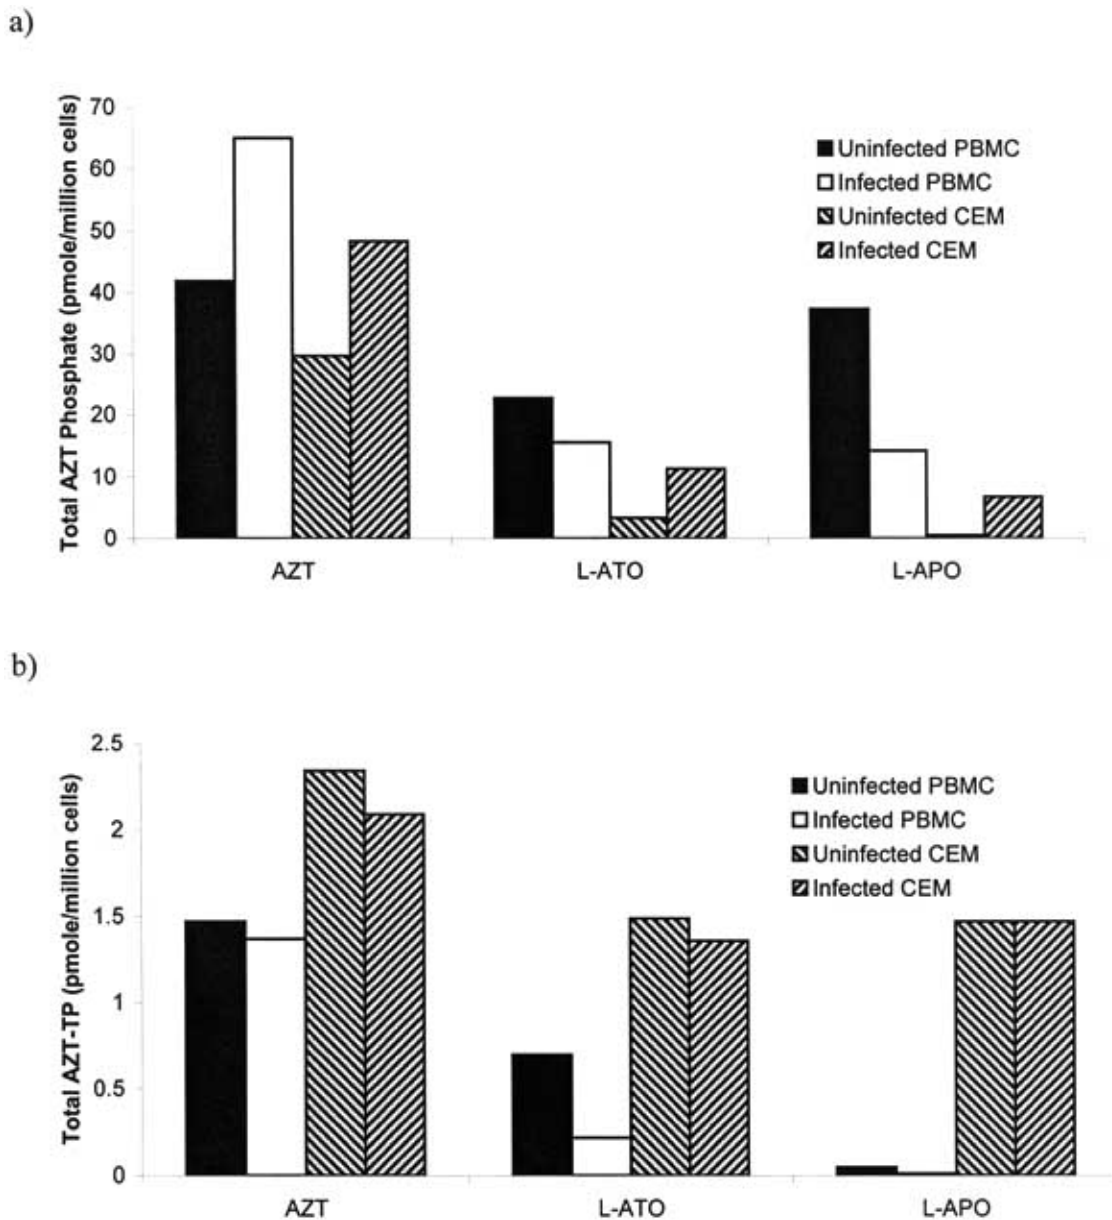 a)
Total AZT Phosphate (pmole/million cells)
70
60
50
40
30
20
10
0
Uninfected PBMC
Infected PBMC
Uninfected CEM
Infected CEM
AZT L-ATO L-APO
b)
Total AZT-TP (pmole/million cells)
2.5
2
1.5
1
0.5
0
Uninfected PBMC
Infected PBMC
Uninfected CEM
Infected CEM
AZT L-ATO L-APO